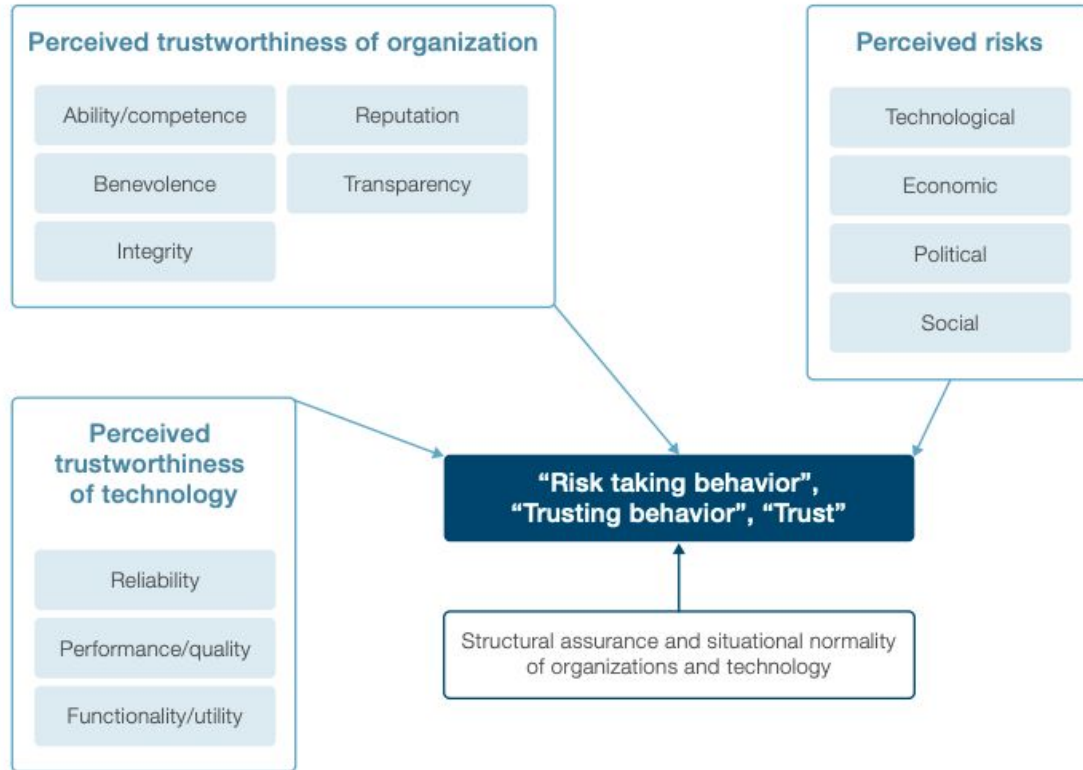 Perceived trustworthiness of organization
Ability/competence
Reputation
Benevolence
Transparency
Integrity
Perceived risks
Technological
Economic
Political
Social
Perceived
trustworthiness
of technology
Reliability
Performance/quality
Functionality/utility
“Risk taking behavior”,
“Trusting behavior”, “Trust”
Structural assurance and situational normality
of organizations and technology